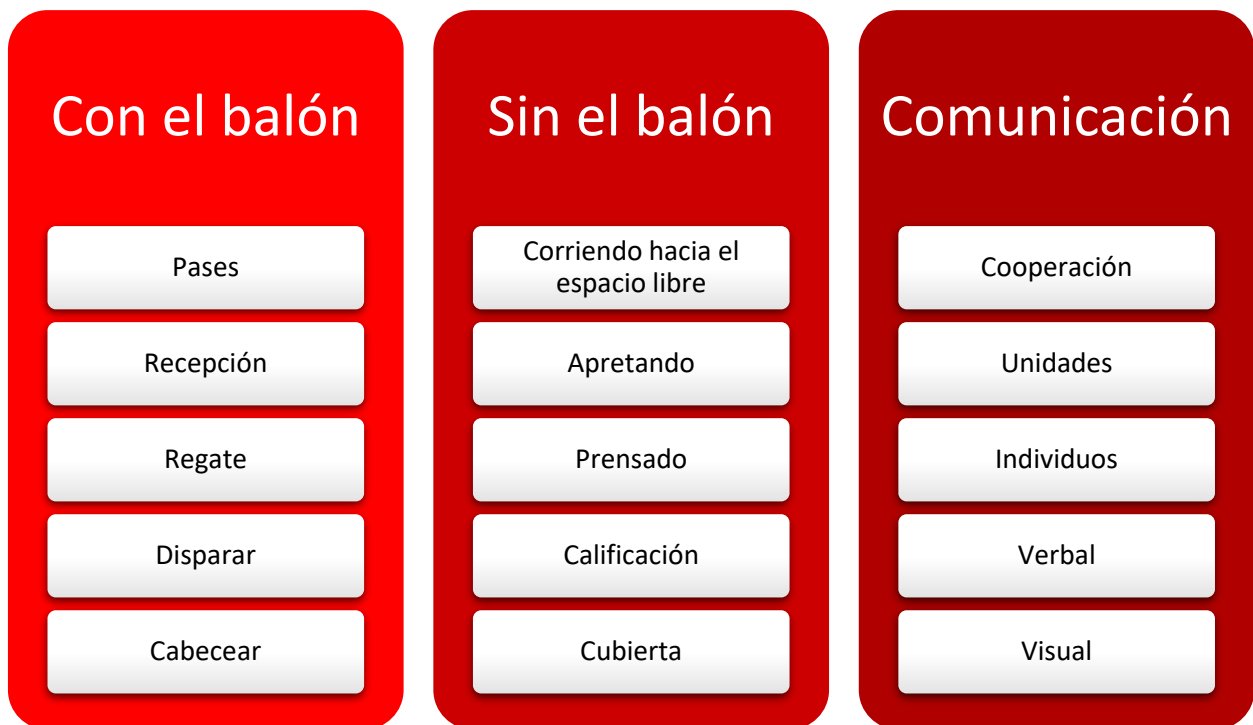 Con el balón
Pases
Recepción
Regate
Disparar
Cabecear
Sin el balón
Corriendo hacia el
espacio libre
Apretando
Prensado
Calificación
Cubierta
Comunicación
Cooperación
Unidades
Individuos
Verbal
Visual